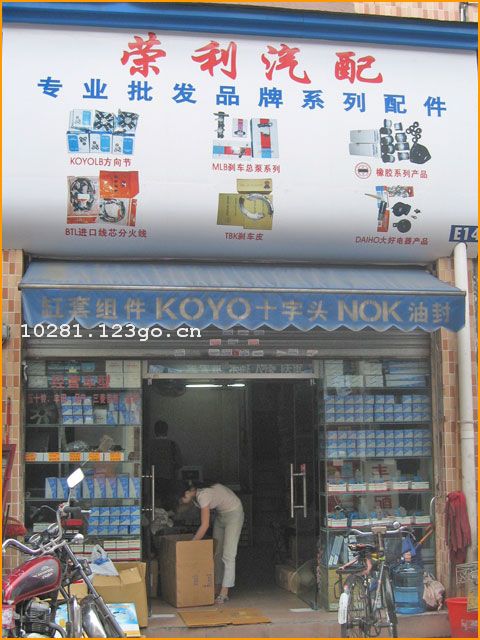 荣利汽配
专业批发品牌系列配件
KOYOLB方向节
MLB刹车总泵系列
橡胶系列产品
BTL进口线芯分火线
TBK刹车皮
DAIHO大好电器产品
E14
缸套组件 KOYO 十字头 NOK 油封
10281.123go.cn